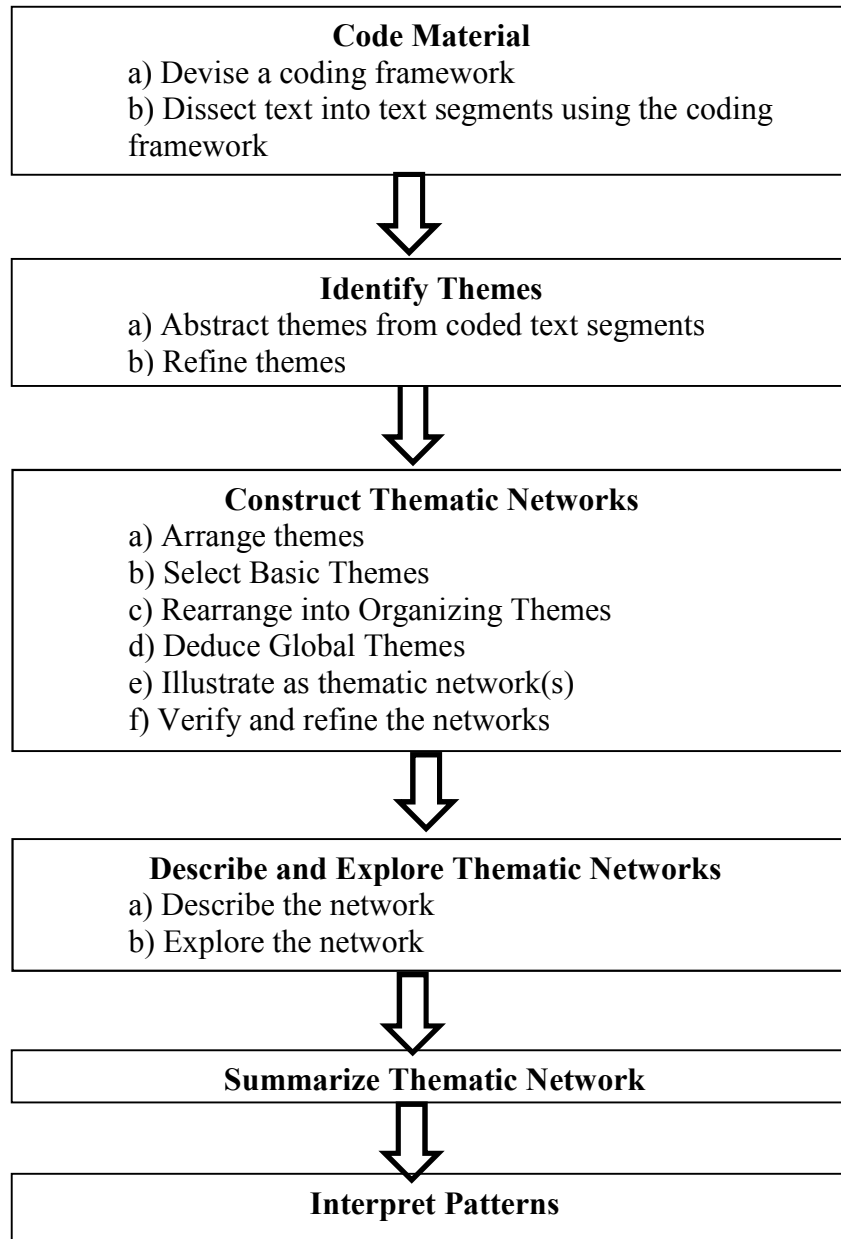 Code Material
a) Devise a coding framework
b) Dissect text into text segments using the coding
framework
Identify Themes
a) Abstract themes from coded text segments
b) Refine themes
Construct Thematic Networks
a) Arrange themes
b) Select Basic Themes
c) Rearrange into Organizing Themes
d) Deduce Global Themes
e) Illustrate as thematic network(s)
f) Verify and refine the networks
Describe and Explore Thematic Networks
a) Describe the network
b) Explore the network
Summarize Thematic Network
Interpret Patterns